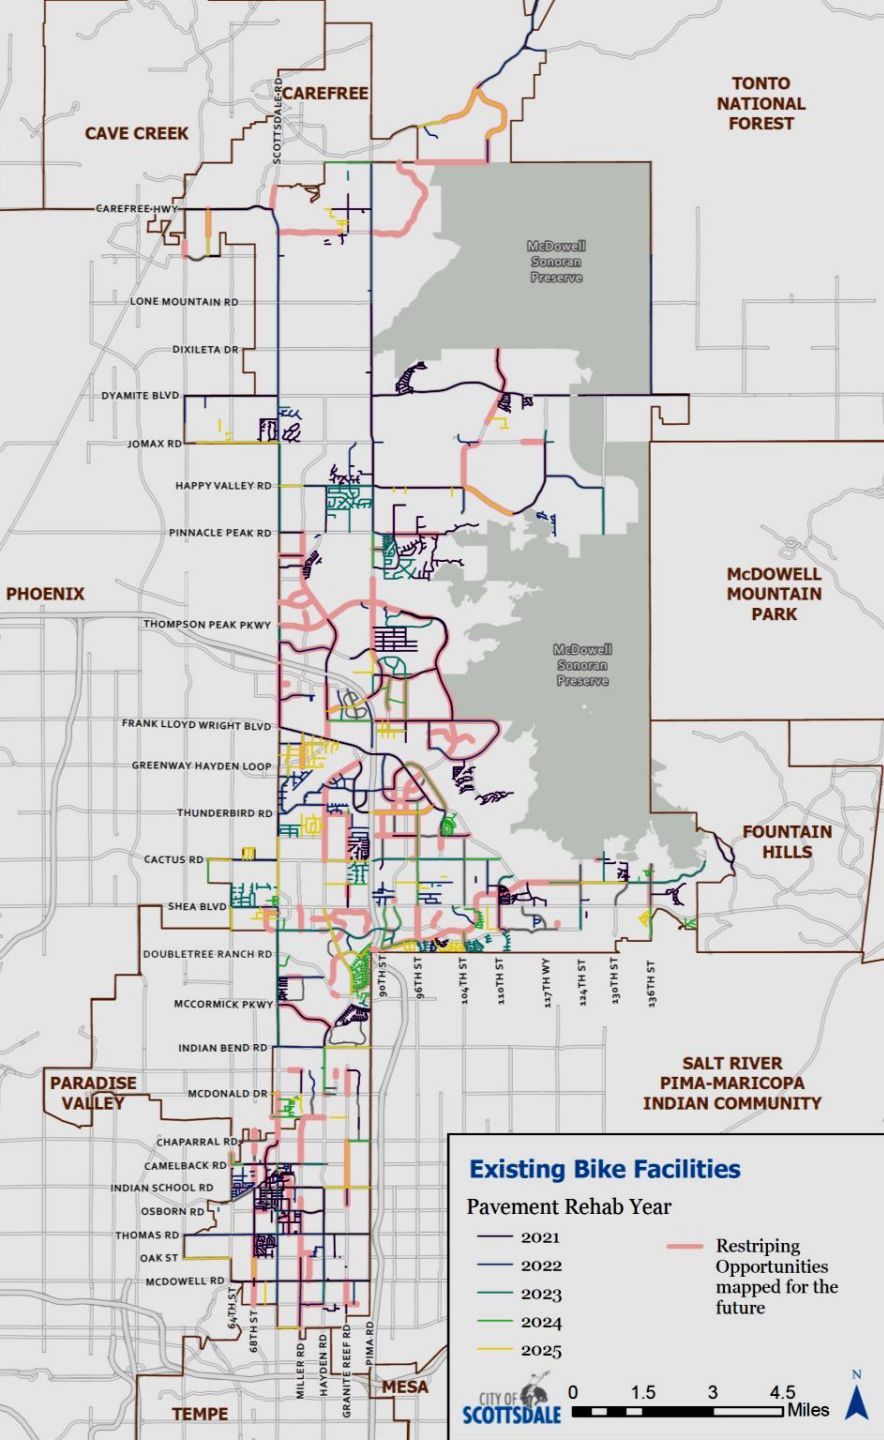 SCOTTSDALE RD
CAREFREE
CAVE CREEK
TONTO
NATIONAL
FOREST
CAREFREE HWY
McDowell
Sonoran
Preserve
LONE MOUNTAIN RD
DIXILETA DR
DYAMITE BLVD
JOMAX RD
HAPPY VALLEY RD
PINNACLE PEAK RD
PHOENIX
McDOWELL
MOUNTAIN
PARK
THOMPSON PEAK PKWY
McDowell
Sonoran
Preserve
FRANK LLOYD WRIGHT BLVD
GREENWAY HAYDEN LOOP
THUNDERBIRD RD
FOUNTAIN
HILLS
CACTUS RD
SHEA BLVD
DOUBLETREE RANCH RD
90TH ST
96TH ST
104TH ST
110TH ST
117TH WY
124TH ST
130TH ST
136TH ST
MCCORMICK PKWY
INDIAN BEND RD
PARADISE
VALLEY
MCDONALD DR
SALT RIVER
PIMA-MARICOPA
INDIAN COMMUNITY
CHAPARRAL RD
CAMELBACK RD
INDIAN SCHOOL RD
OSBORN RD
THOMAS RD
OAK ST
MCDOWELL RD
64TH ST
68TH ST
MILLER RD
HAYDEN RD
GRANITE REEF RD
PIMA RD
TEMPE
MESA
Existing Bike Facilities
Pavement Rehab Year
2021
2022
2023
2024
2025
Restriping
Opportunities
mapped for the
future
CITY OF
SCOTTSDALE
0 1.5 3 4.5
Miles
N